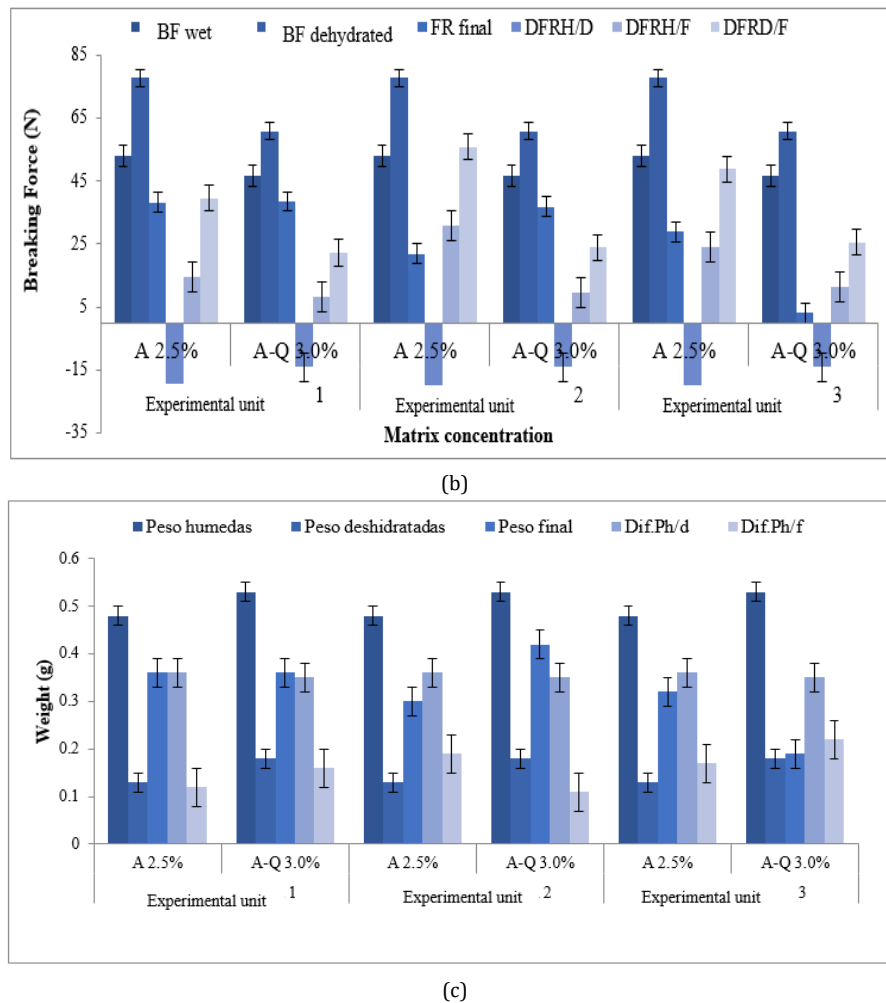 BF wet BF dehydrated FR final DFRH/D DFRH/F DFRD/F
85
65
45
25
5
-15
-35
Breaking Force (N)
A 2.5% A-Q 3.0% A 2.5% A-Q 3.0% A 2.5% A-Q 3.0%
Experimental unit 1 Experimental unit 2 Experimental unit 3
Matrix concentration
(b)
Peso humedas Peso deshidratadas Peso final Dif.Ph/d Dif.Ph/f
0.6
0.5
0.4
0.3
0.2
0.1
0
Weight (g)
A 2.5% A-Q 3.0% A 2.5% A-Q 3.0% A 2.5% A-Q 3.0%
Experimental unit 1 Experimental unit 2 Experimental unit 3
(c)